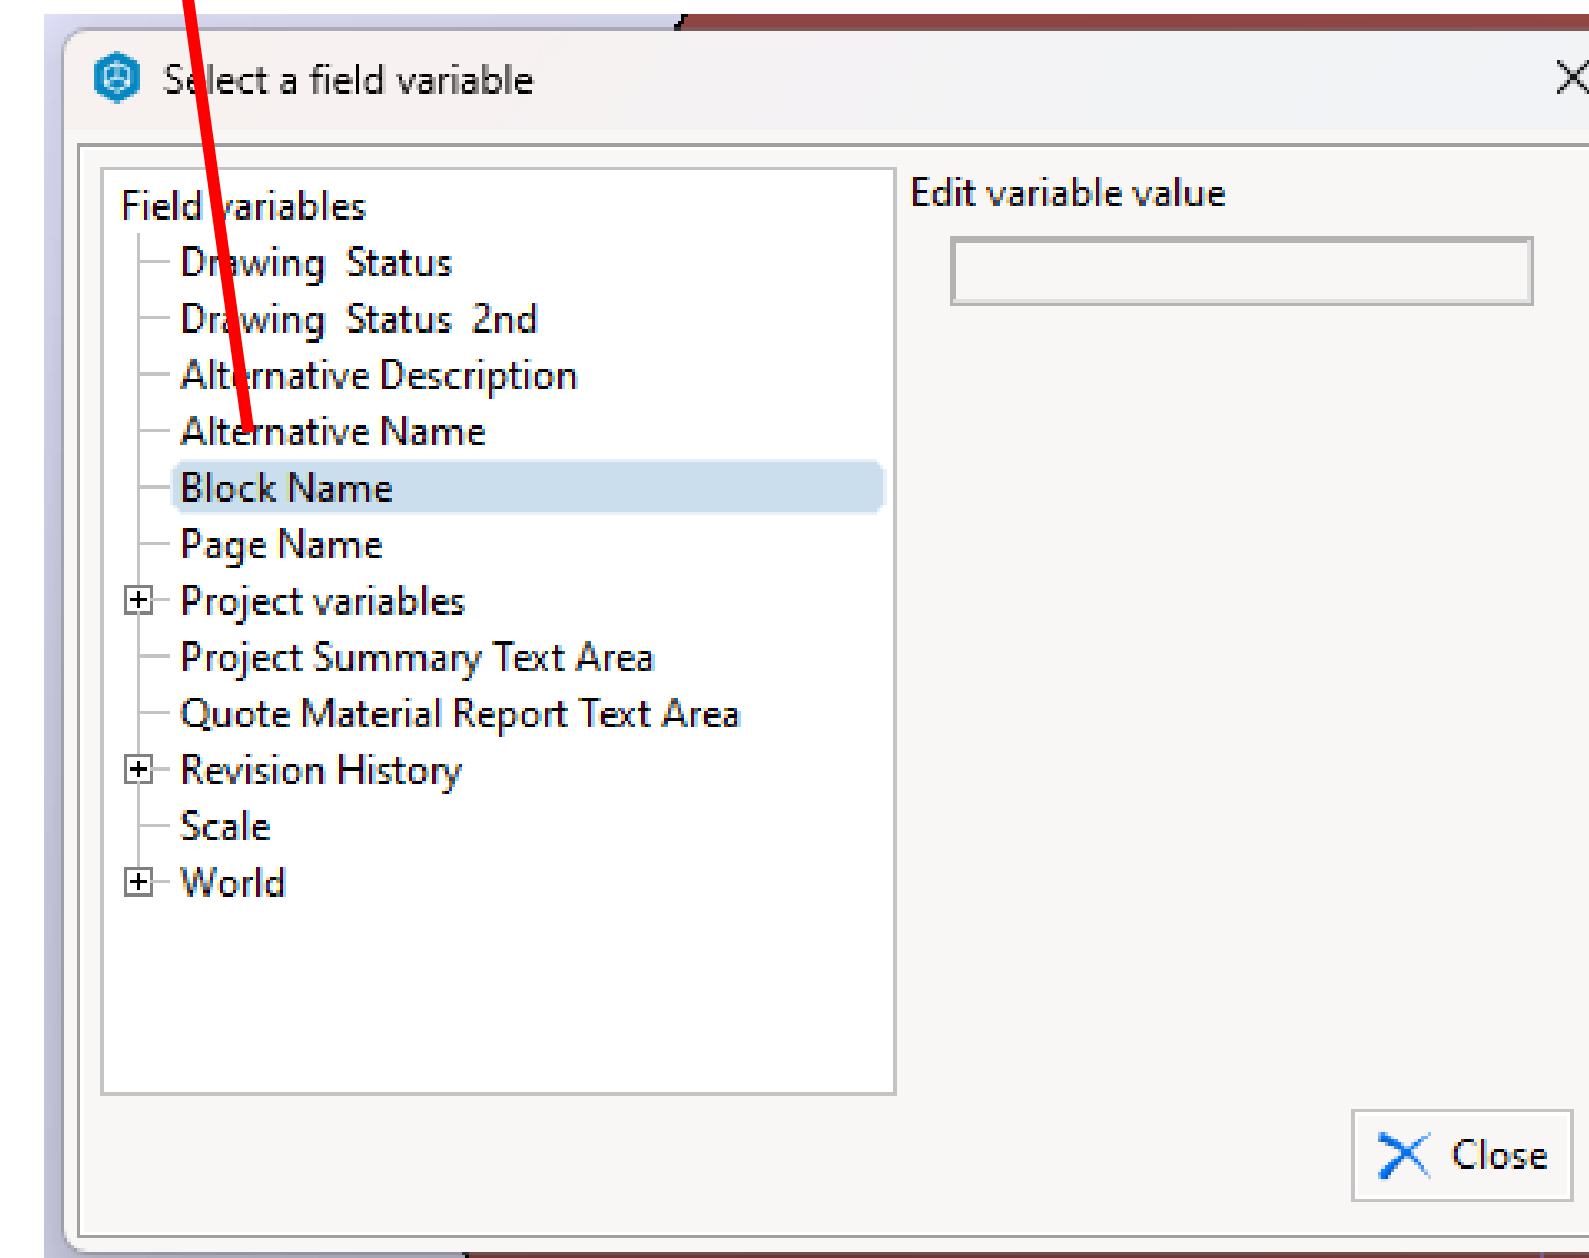 Select a field variable
Field variables
Edit variable value
Drawing Status
Drawing Status 2nd
Alternative Description
Alternative Name
Block Name
Page Name
Project variables
Project Summary Text Area
Quote Material Report Text Area
Revision History
Scale
World
Close